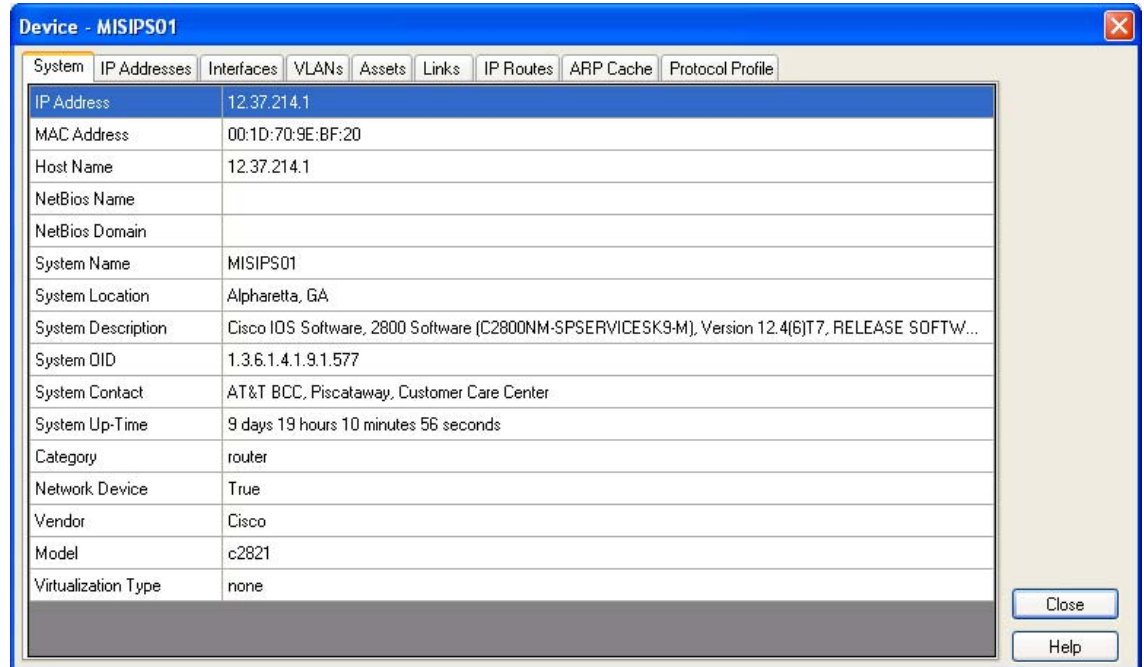 Device - MISIPS01
System IP Addresses Interfaces VLANs Assets Links IP Routes ARP Cache Protocol Profile
IP Address 12.37.214.1
MAC Address 00:1D:70:9E:BF:20
Host Name 12.37.214.1
NetBios Name
NetBios Domain
System Name MISIPS01
System Location Alpharetta, GA
System Description Cisco IOS Software, 2800 Software (C2800NM-SPSERVICESK9-M), Version 12.4(6)T7, RELEASE SOFTW...
System OID 1.3.6.1.4.1.9.1.577
System Contact AT&T BCC, Piscataway, Customer Care Center
System Up-Time 9 days 19 hours 10 minutes 56 seconds
Category router
Network Device True
Vendor Cisco
Model c2821
Virtualization Type none
Close
Help